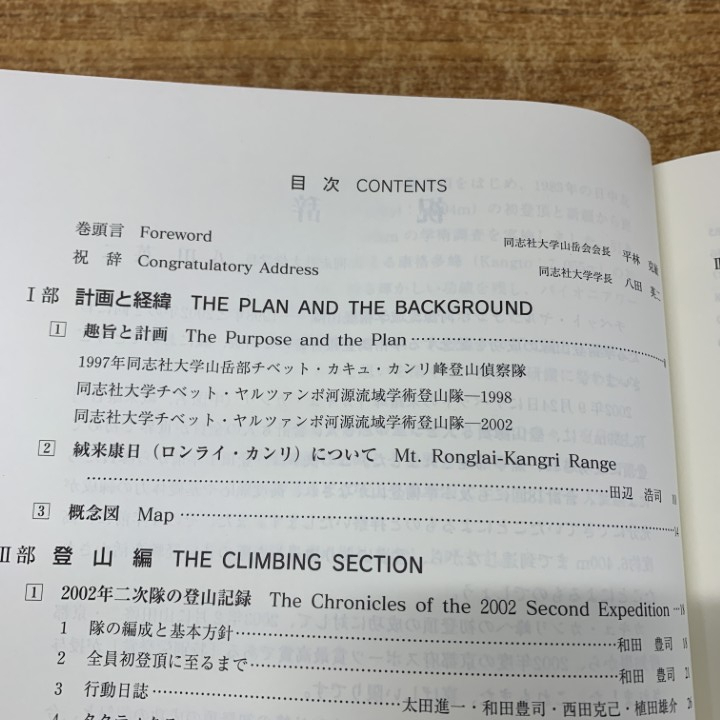 目 次 CONTENTS
巻頭言 Foreword 同志社大学山岳会会長 平林
祝 辞 Congratulatory Address 同志社大学学長 八田 英二
Ⅰ部 計画と経緯 THE PLAN AND THE BACKGROUND
1 趣旨と計画 The Purpose and the Plan
1997年同志社大学山岳部チベット・カキュ・カンリ峰登山偵察隊
同志社大学チベット・ヤルツァンポ河源流域学術登山隊―1998
同志社大学チベット・ヤルツァンポ河源流域学術登山隊―2002
2 絨来康日(ロンライ・カンリ)について Mt. Ronglai-Kangri Range
田辺 浩司
3 概念図 Map 14
Ⅱ部 登山編 THE CLIMBING SECTION
1 2002年二次隊の登山記録 The Chronicles of the 2002 Second Expedition 18
1 隊の編成と基本方針 和田 豊司 18
2 全員初登頂に至るまで 和田 豊司
3 行動日誌 太田進一・和田豊司・西田克己・植田雄介 26